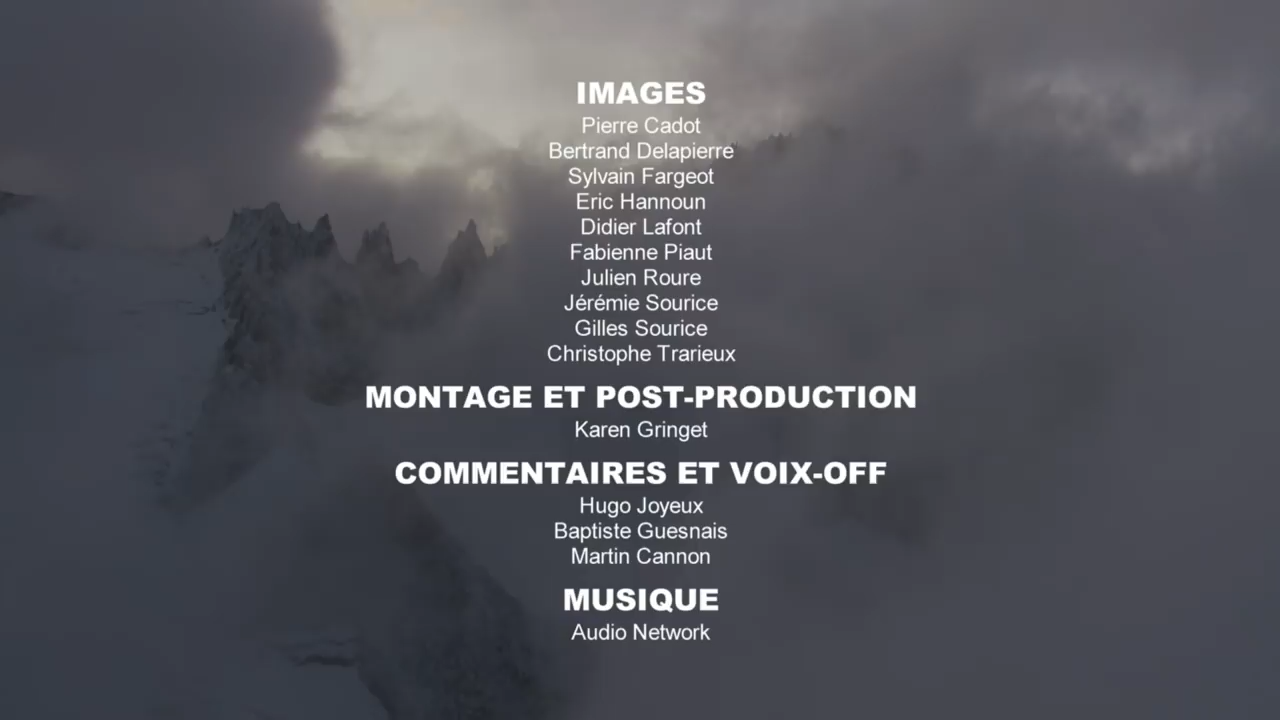 IMAGES
Pierre Cadot
Bertrand Delapierre
Sylvain Fargeot
Eric Hannoun
Didier Lafont
Fabienne Piaut
Julien Roure
Jérémie Sourice
Gilles Sourice
Christophe Trarieux
MONTAGE ET POST-PRODUCTION
Karen Gringet
COMMENTAIRES ET VOIX-OFF
Hugo Joyeux
Baptiste Guesnais
Martin Cannon
MUSIQUE
Audio Network